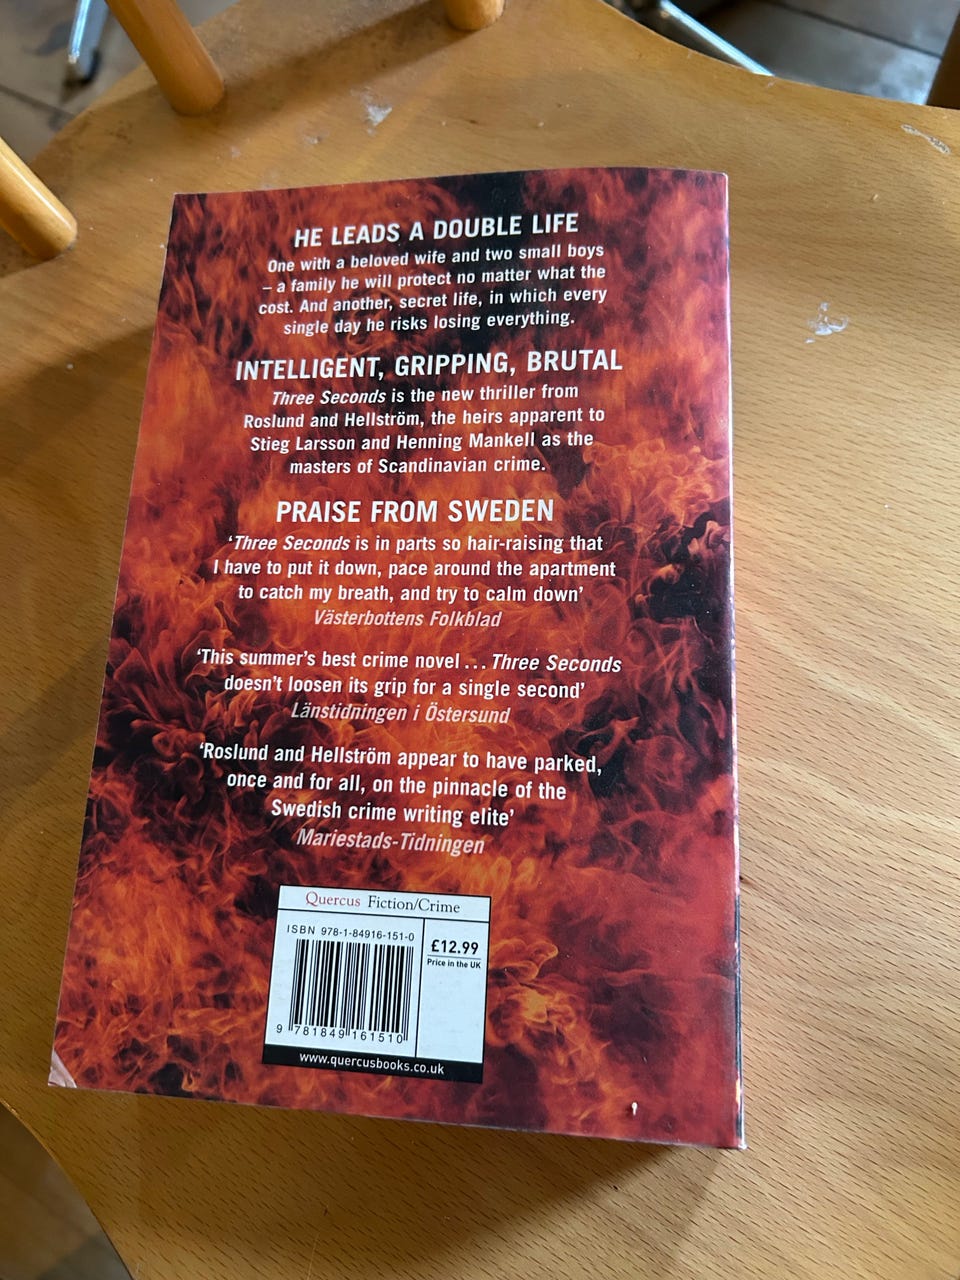 HE LEADS A DOUBLE LIFE
One with a beloved wife and two small boys
– a family he will protect no matter what the
cost. And another, secret life, in which every
single day he risks losing everything.
INTELLIGENT, GRIPPING, BRUTAL
Three Seconds is the new thriller from
Roslund and Hellström, the heirs apparent to
Stieg Larsson and Henning Mankell as the
masters of Scandinavian crime.
PRAISE FROM SWEDEN
‘Three Seconds is in parts so hair-raising that
I have to put it down, pace around the apartment
to catch my breath, and try to calm down’
Västerbottens Folkblad
‘This summer’s best crime novel ... Three Seconds
doesn’t loosen its grip for a single second’
Länstidningen i Östersund
‘Roslund and Hellström appear to have parked,
once and for all, on the pinnacle of the
Swedish crime writing elite’
Mariestads-Tidningen
Quercus Fiction/Crime
ISBN 978-1-84916-151-0
£12.99
Price in the UK
9 781849 161510
www.quercusbooks.co.uk